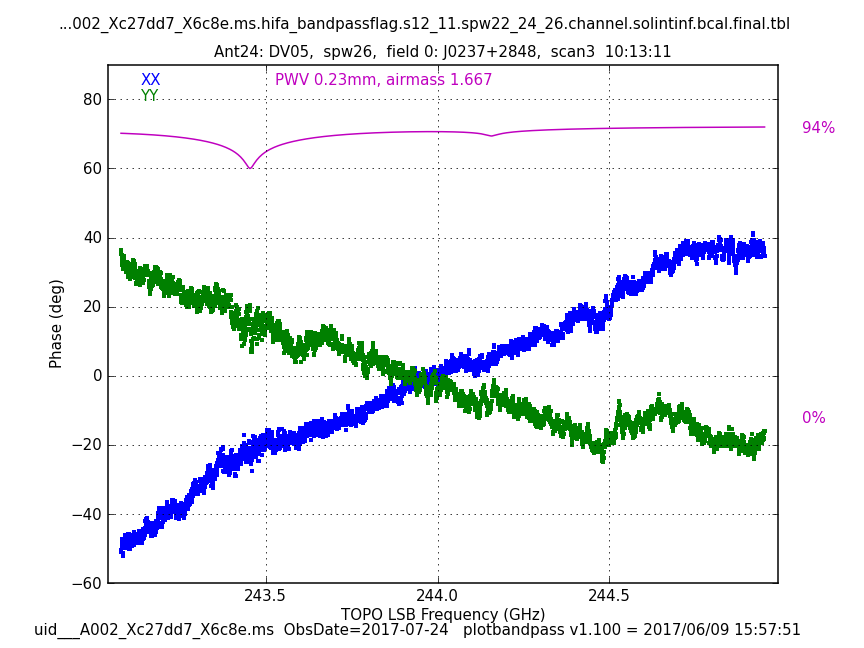 ...002_Xc27dd7_X6c8e.ms.hifa_bandpassflag.s12_11.spw22_24_26.channel.solintinf.bcal.final.tbl
Ant24: DV05,  spw26,  field 0: J0237+2848,  scan3  10:13:11
XX
YY
PWV 0.23mm, airmass 1.667
94%
0%
Phase (deg)
80
60
40
20
0
−20
−40
−60
243.5
244.0
244.5
TOPO LSB Frequency (GHz)
uid___A002_Xc27dd7_X6c8e.ms  ObsDate=2017-07-24   plotbandpass v1.100 = 2017/06/09 15:57:51